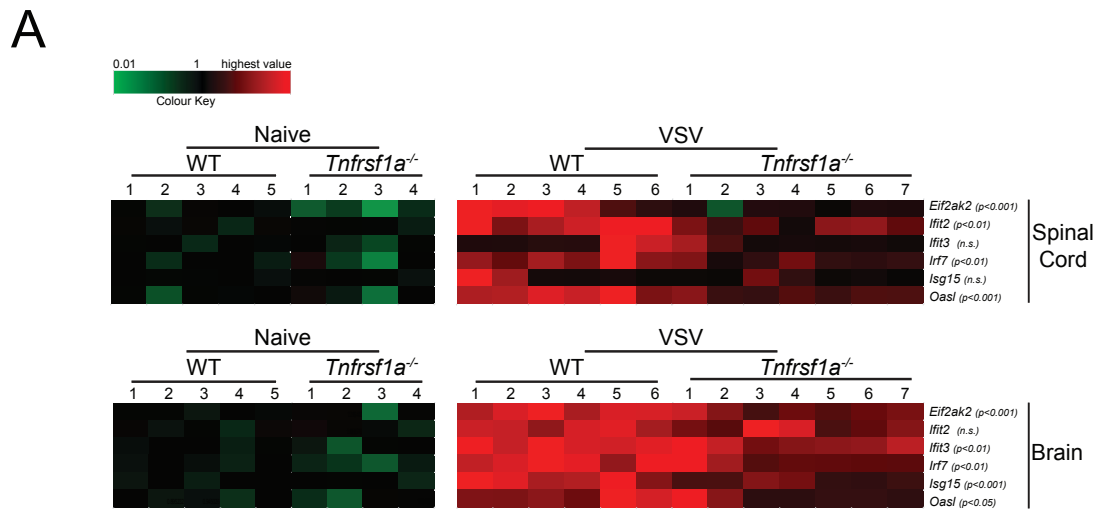 A
0.01 1 highest value
Colour Key
Naive VSV
WT Tnfrsf1a-/- WT Tnfrsf1a-/-
1 2 3 4 5 1 2 3 4 1 2 3 4 5 6 1 2 3 4 5 6 7
Eif2ak2 (p<0.001)
Ifit2 (p<0.01)
Ifit3 (n.s.)
Irf7 (p<0.01)
Isg15 (n.s.)
Oasl (p<0.001)
Spinal
Cord
Naive VSV
WT Tnfrsf1a-/- WT Tnfrsf1a-/-
1 2 3 4 5 1 2 3 4 1 2 3 4 5 6 1 2 3 4 5 6 7
Eif2ak2 (p<0.001)
Ifit2 (n.s.)
Ifit3 (p<0.01)
Irf7 (p<0.01)
Isg15 (p<0.001)
Oasl (p<0.05)
Brain